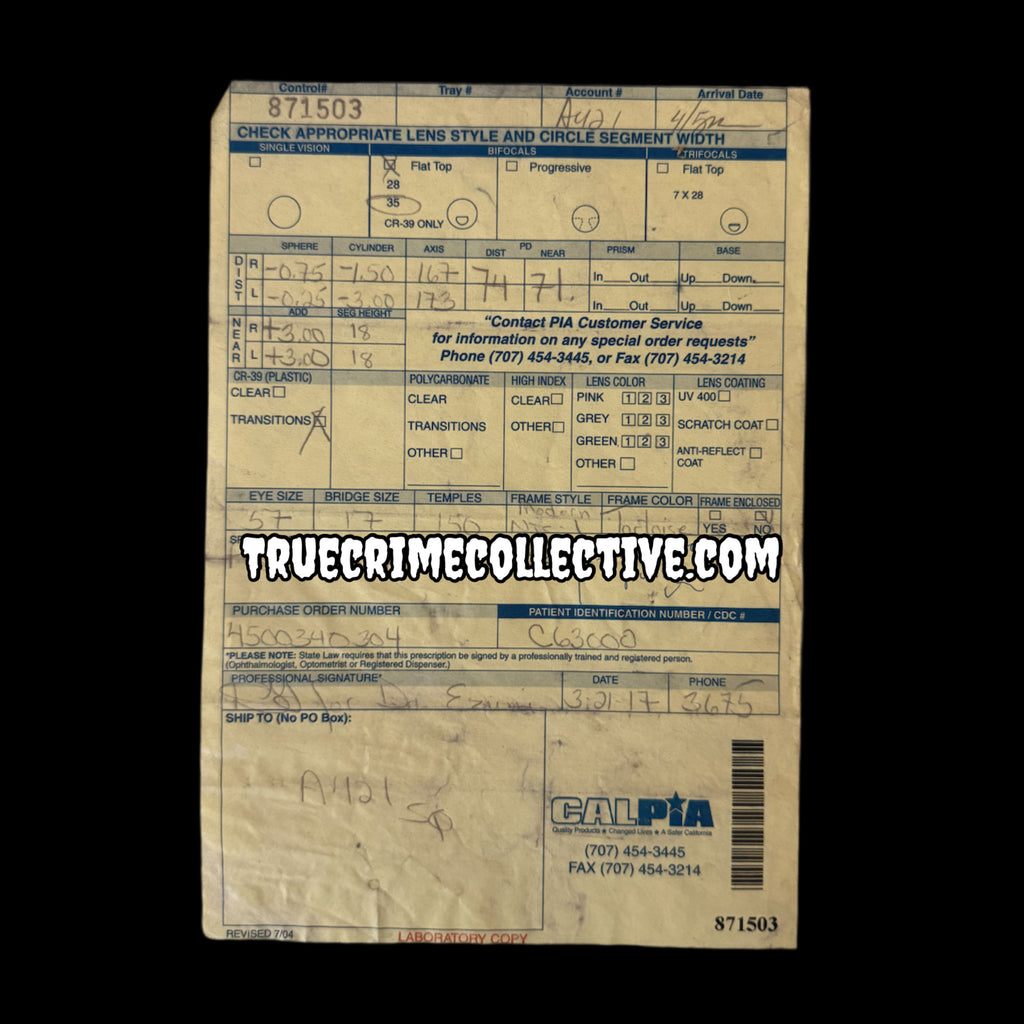 Control# Tray # Account # Arrival Date
871503 A421
CHECK APPROPRIATE LENS STYLE AND CIRCLE SEGMENT WIDTH
SINGLE VISION BIFOCALS TRIFOCALS
Flat Top Progressive Flat Top
28
35
7 X 28
CR-39 ONLY
SPHERE CYLINDER AXIS DIST PD NEAR PRISM BASE
DIST R -0.75 -1.50 167 74 71. In Out Up Down
L -0.25 -3.00 173 In Out Up Down
ADD SEG HEIGHT
NEAR R +3.00 18
L +3.00 18
"Contact PIA Customer Service
for information on any special order requests"
Phone (707) 454-3445, or Fax (707) 454-3214
CR-39 (PLASTIC) POLYCARBONATE HIGH INDEX LENS COLOR LENS COATING
CLEAR CLEAR CLEAR PINK 1 2 3 UV 400
TRANSITIONS TRANSITIONS OTHER GREY 1 2 3 SCRATCH COAT
OTHER GREEN 1 2 3 ANTI-REFLECT
OTHER COAT
EYE SIZE BRIDGE SIZE TEMPLES FRAME STYLE FRAME COLOR FRAME ENCLOSED
57 17 150 Modern Tortoise YES NO
TRUECRIMECOLLECTIVE.COM
PURCHASE ORDER NUMBER PATIENT IDENTIFICATION NUMBER / CDC #
4500340304 C63000
*PLEASE NOTE: State Law requires that this prescription be signed by a professionally trained and registered person.
(Ophthalmologist, Optometrist or Registered Dispenser.)
PROFESSIONAL SIGNATURE* DATE PHONE
for Dr. 3-21-17 3675
SHIP TO (No PO Box):
A421
CALPIA
Quality Products ★ Changed Lives ★ A Safer California
(707) 454-3445
FAX (707) 454-3214
871503
REVISED 7/04 LABORATORY COPY